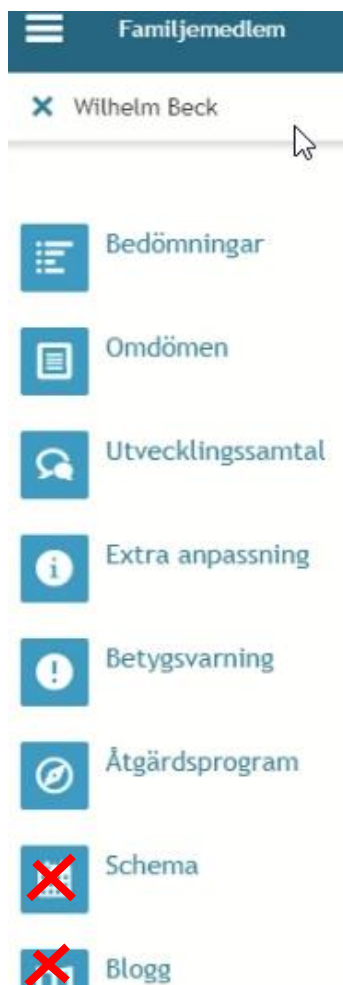 Familjemedlem
Wilhelm Beck
Bedömningar
Omdömen
Utvecklingssamtal
Extra anpassning
Betygsvarning
Åtgärdsprogram
Schema
Blogg